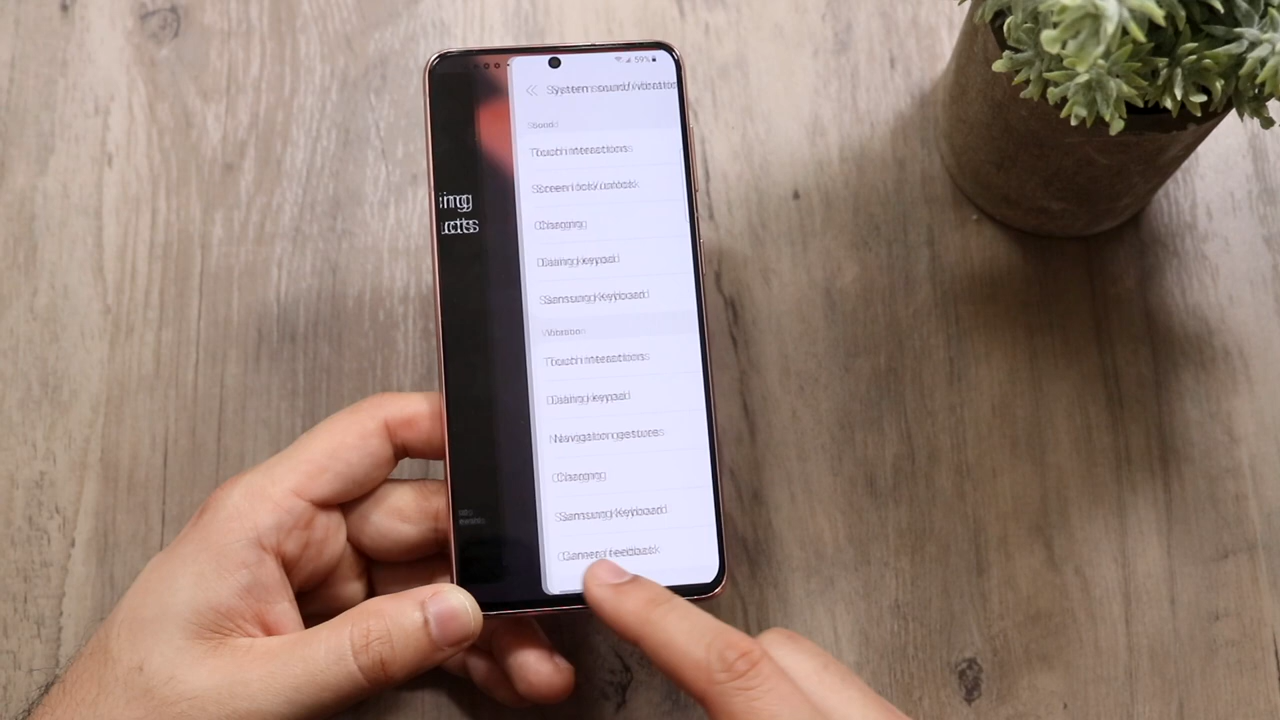 59%
System sound/vibration
Sound
Touch interactions
Screen lock/unlock
Charging
Dialing keypad
Samsung Keyboard
Vibration
Touch interactions
Dialing keypad
Navigation gestures
Charging
Samsung Keyboard
Camera feedback